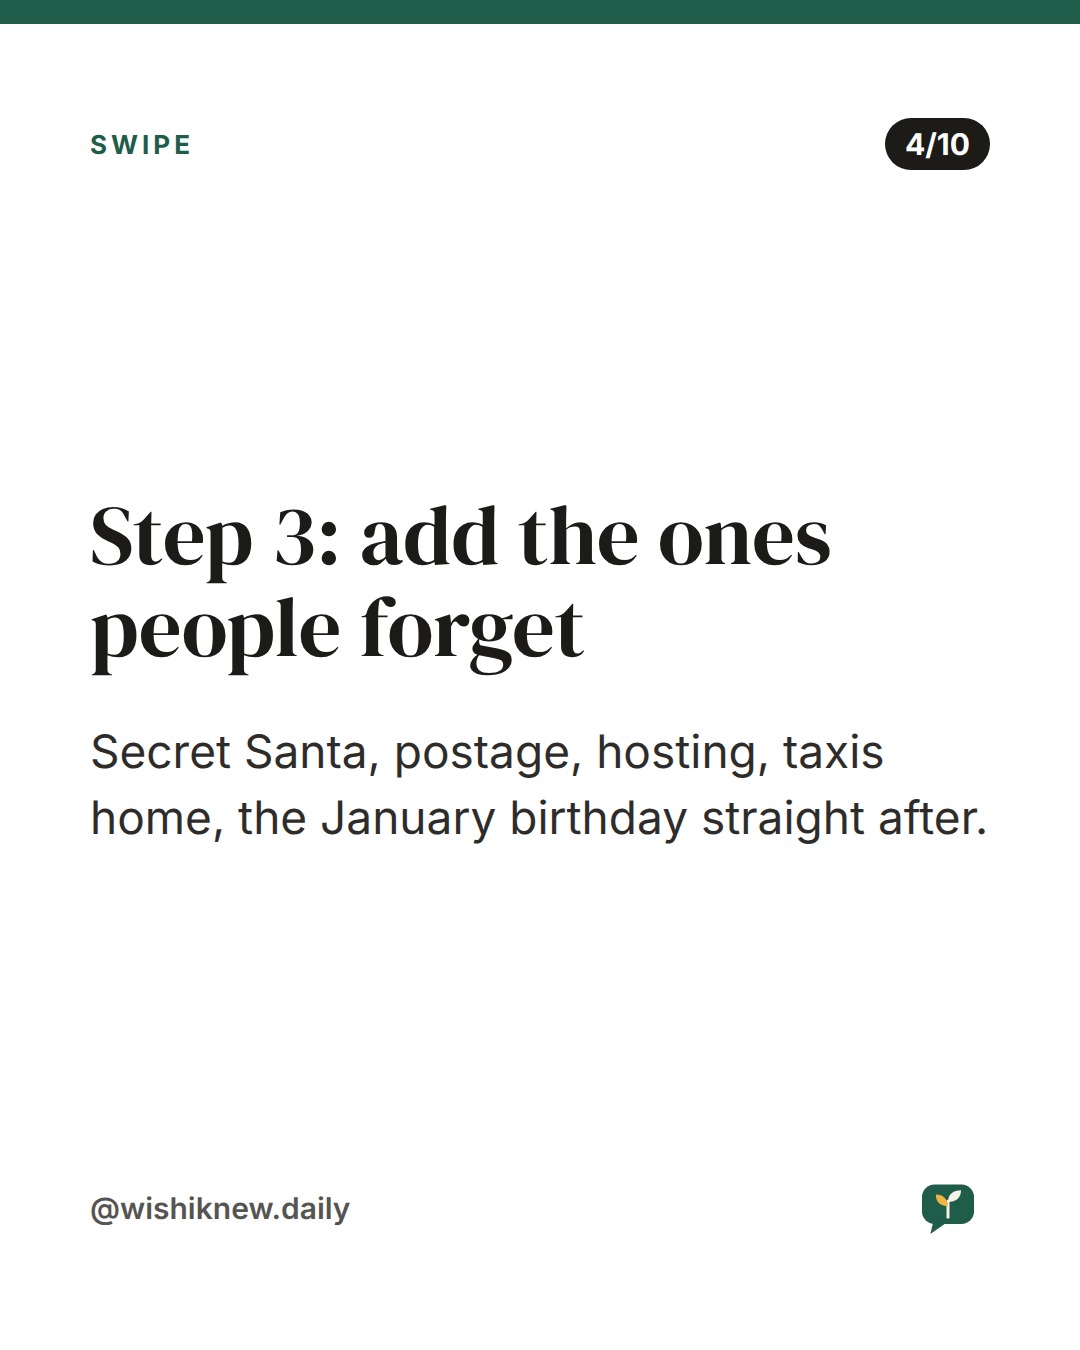 SWIPE
4/10
Step 3: add the ones
people forget
Secret Santa, postage, hosting, taxis
home, the January birthday straight after.
@wishiknew.daily